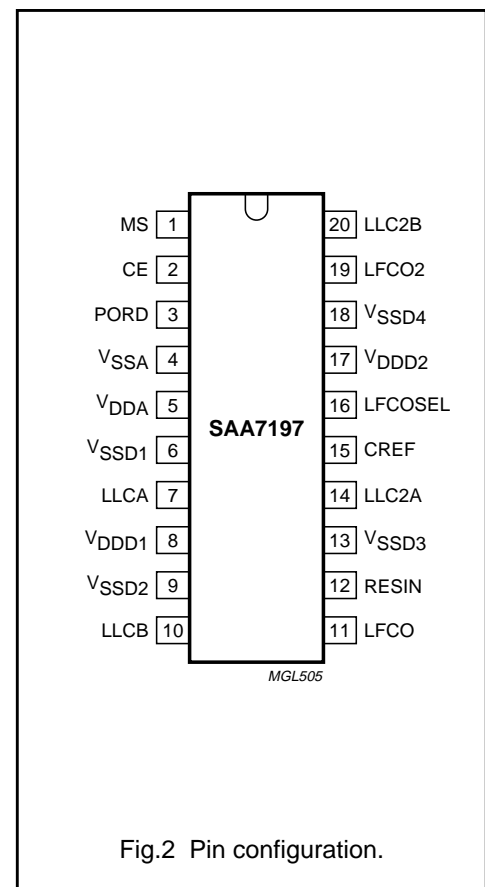 MS 1 20 LLC2B
CE 2 19 LFCO2
PORD 3 18 VSSD4
VSSA 4 17 VDDD2
VDDA 5 16 LFCOSEL
SAA7197
VSSD1 6 15 CREF
LLCA 7 14 LLC2A
VDDD1 8 13 VSSD3
VSSD2 9 12 RESIN
LLCB 10 11 LFCO
MGL505
Fig.2 Pin configuration.